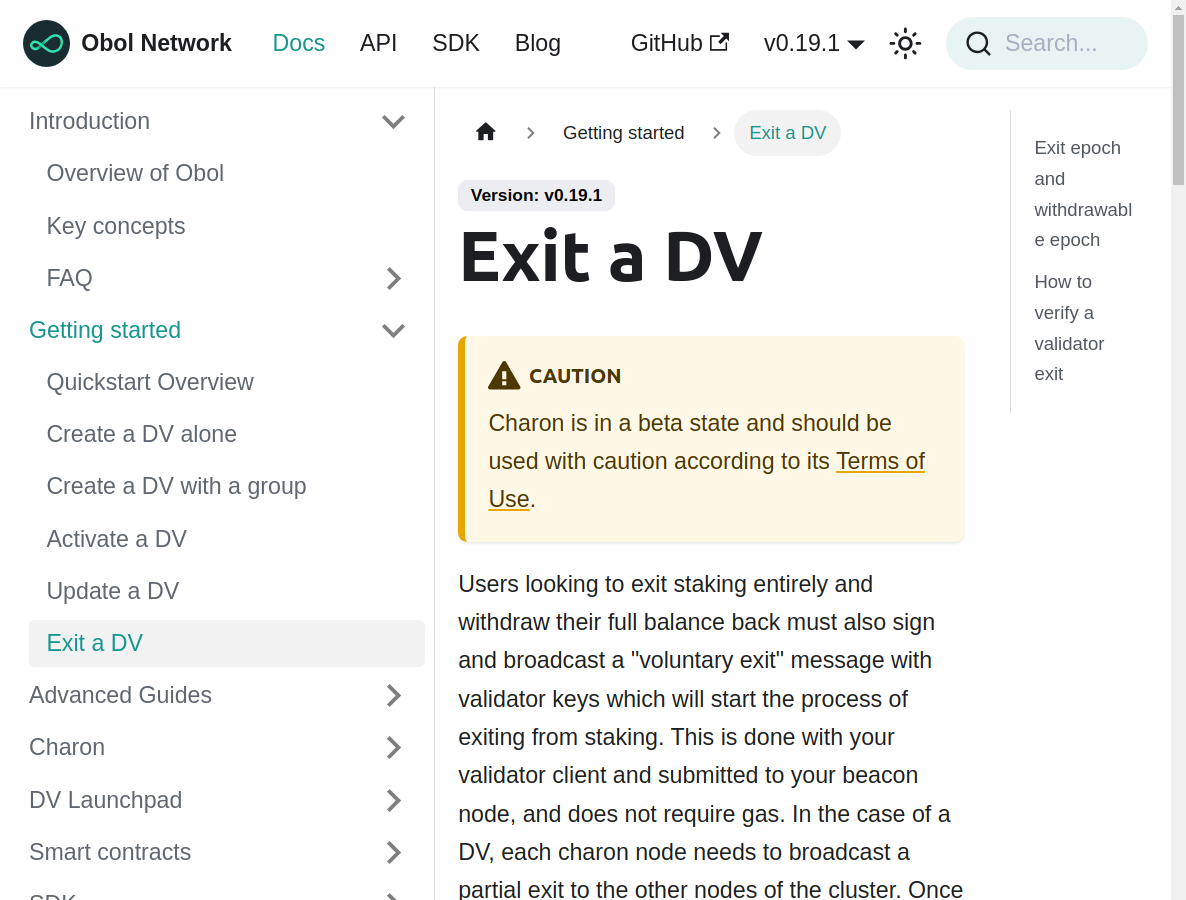 Obol Network
Docs
API
SDK
Blog
GitHub
v0.19.1
Search...
Introduction
Overview of Obol
Key concepts
FAQ
Getting started
Quickstart Overview
Create a DV alone
Create a DV with a group
Activate a DV
Update a DV
Exit a DV
Advanced Guides
Charon
DV Launchpad
Smart contracts
SDK
Getting started
Exit a DV
Version: v0.19.1
Exit a DV
CAUTION
Charon is in a beta state and should be
used with caution according to its Terms of
Use.
Users looking to exit staking entirely and
withdraw their full balance back must also sign
and broadcast a "voluntary exit" message with
validator keys which will start the process of
exiting from staking. This is done with your
validator client and submitted to your beacon
node, and does not require gas. In the case of a
DV, each charon node needs to broadcast a
partial exit to the other nodes of the cluster. Once
Exit epoch
and
withdrawabl
e epoch
How to
verify a
validator
exit